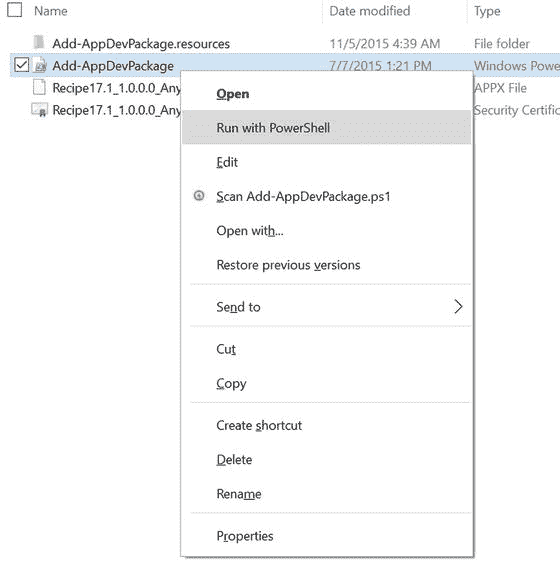 Name Date modified Type
Add-AppDevPackage.resources 11/5/2015 4:39 AM File folder
Add-AppDevPackage 7/7/2015 1:21 PM Windows Powe
Recipe17.1_1.0.0.0_Any APPX File
Recipe17.1_1.0.0.0_Any Security Certific
Open
Run with PowerShell
Edit
Scan Add-AppDevPackage.ps1
Open with...
Restore previous versions
Send to
Cut
Copy
Create shortcut
Delete
Rename
Properties